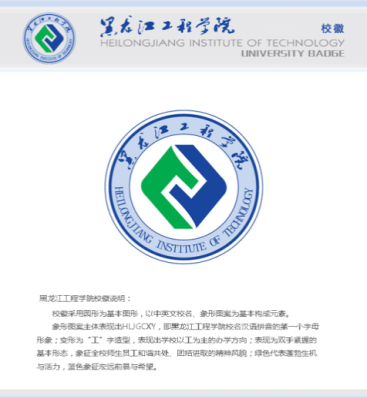 黑龙江工程学院
黑龙江工程学院 校徽
HEILONGJIANG INSTITUTE OF TECHNOLOGY
UNIVERSITY BADGE
黑龙江工程学院
HEILONGJIANG INSTITUTE OF TECHNOLOGY
黑龙江工程学院校徽说明：
校徽采用圆形为基本图形，以中英文校名、象形图案为基本构成元素。
象形图案主体表现出HLJGCXY，即黑龙江工程学院校名汉语拼音的第一个字母
形象；变形为“工”字造型，表现出学校以工为主的办学方向；表现为双手紧握的
基本形态，象征全校师生员工和谐共处、团结进取的精神风貌；绿色代表蓬勃生机
与活力，蓝色象征攻远前景与希望。